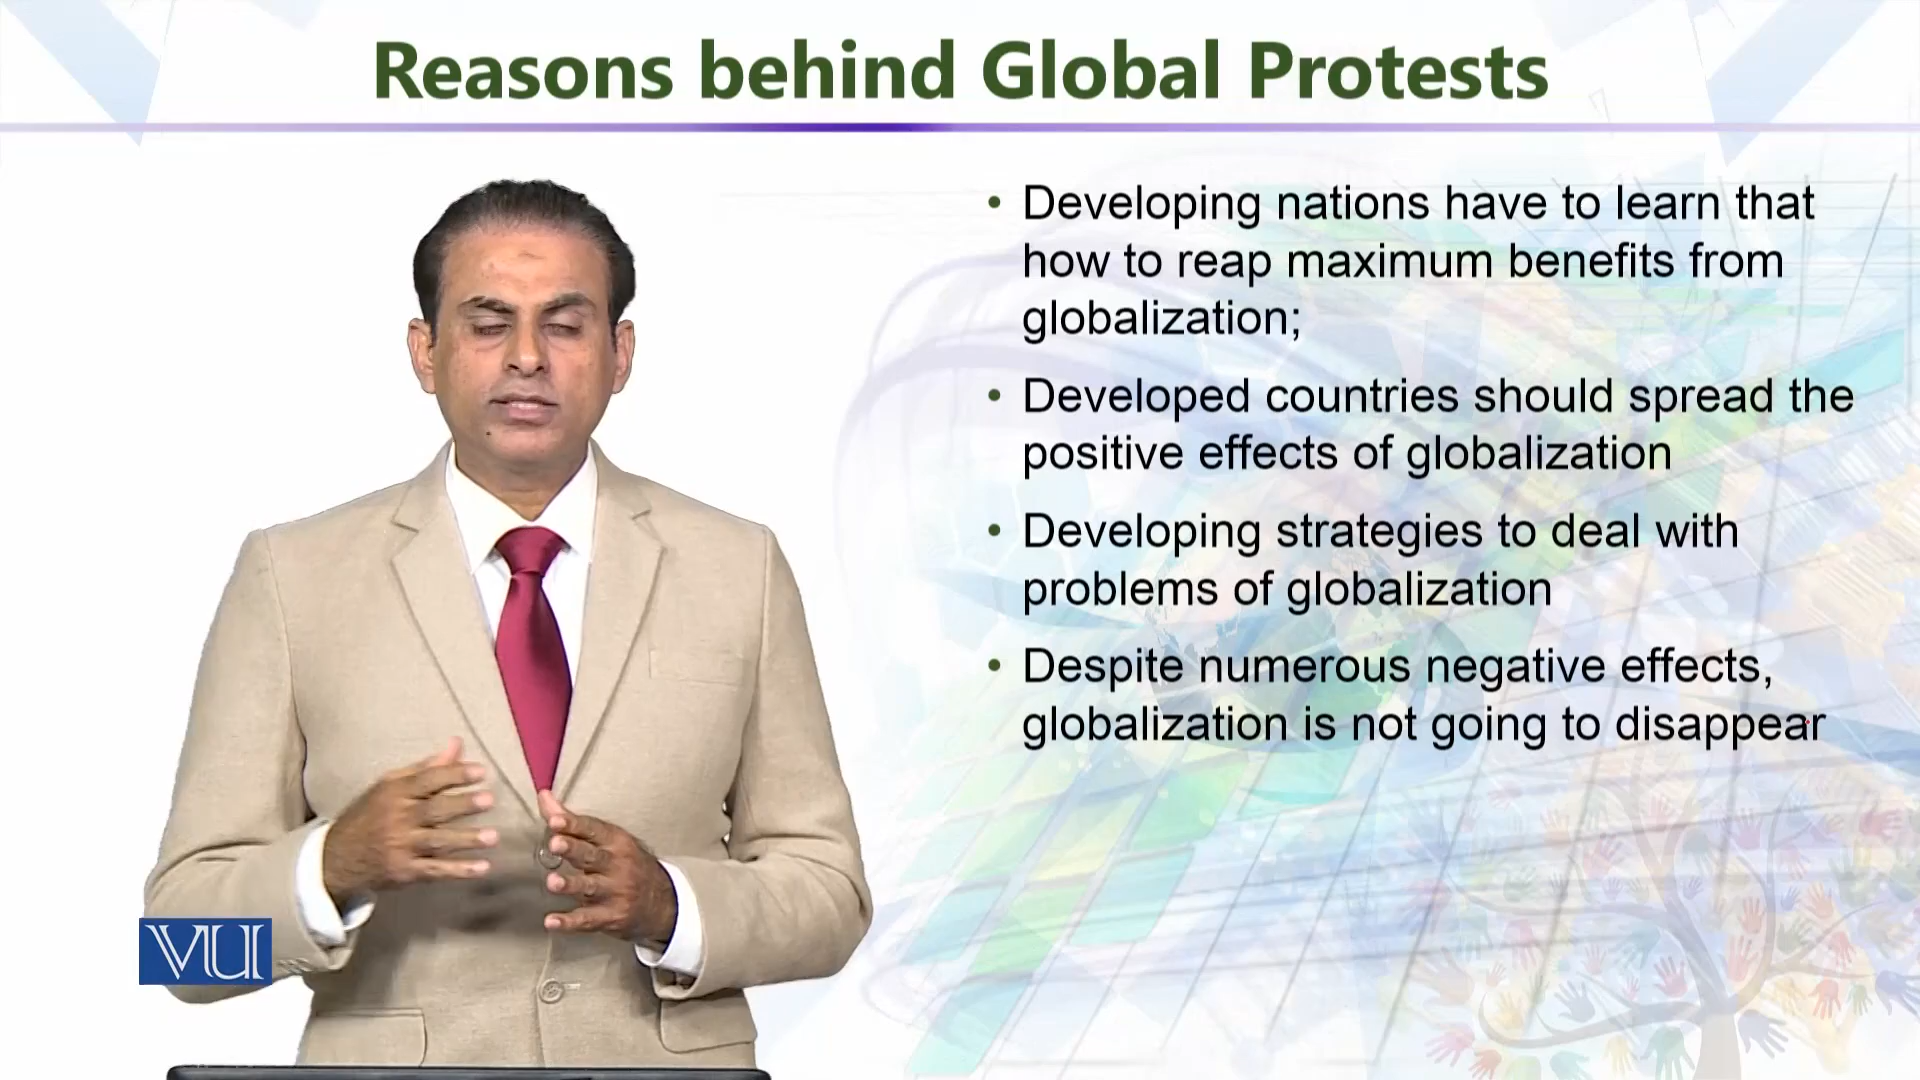 Reasons behind Global Protests
• Developing nations have to learn that
how to reap maximum benefits from
globalization;
• Developed countries should spread the
positive effects of globalization
• Developing strategies to deal with
problems of globalization
• Despite numerous negative effects,
globalization is not going to disappear
VU